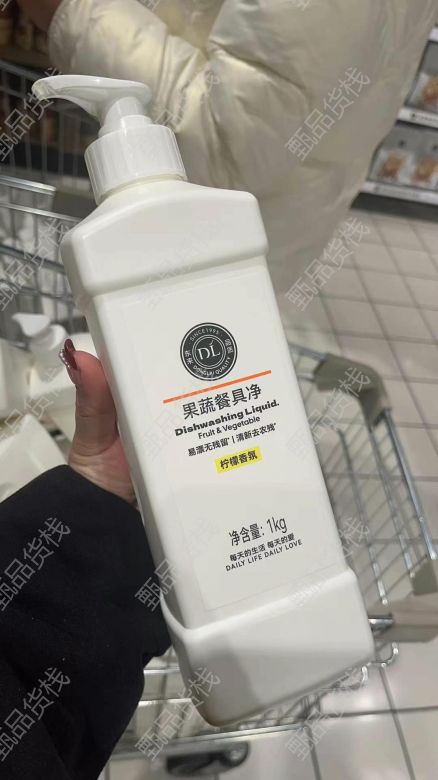 SINCE1995
DL
果蔬餐具净
Dishwashing Liquid.
Fruit & Vegetable
易漂无残留* | 清新去农残*
柠檬香氛
净含量: 1kg
每天的生活 每天的爱
DAILY LIFE DAILY LOVE
甄品货栈